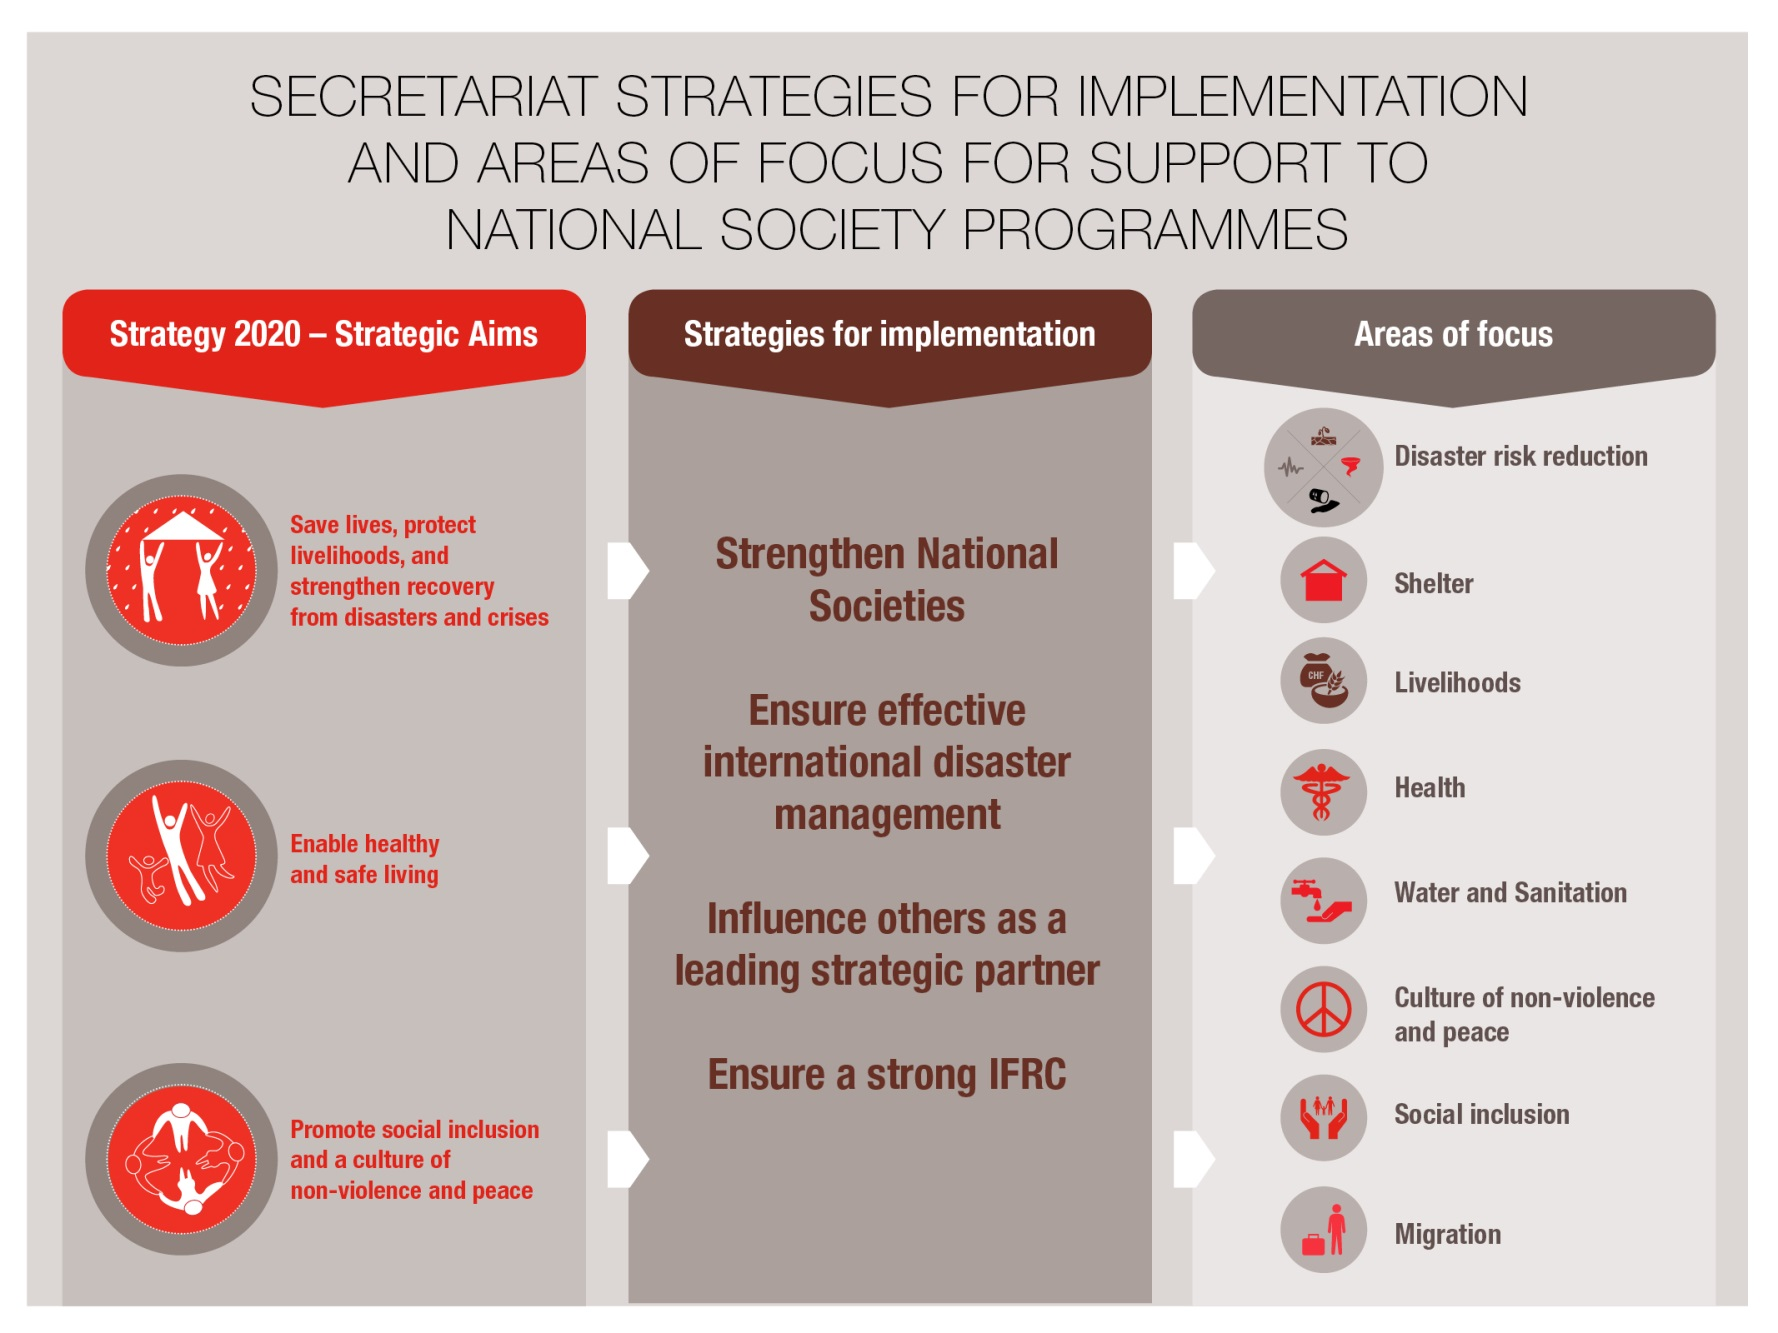 SECRETARIAT STRATEGIES FOR IMPLEMENTATION
AND AREAS OF FOCUS FOR SUPPORT TO
NATIONAL SOCIETY PROGRAMMES
Strategy 2020 – Strategic Aims
Save lives, protect
livelihoods, and
strengthen recovery
from disasters and crises
Enable healthy
and safe living
Promote social inclusion
and a culture of
non-violence and peace
Strategies for implementation
Strengthen National
Societies
Ensure effective
international disaster
management
Influence others as a
leading strategic partner
Ensure a strong IFRC
Areas of focus
Disaster risk reduction
Shelter
CHF
Livelihoods
Health
Water and Sanitation
Culture of non-violence
and peace
Social inclusion
Migration